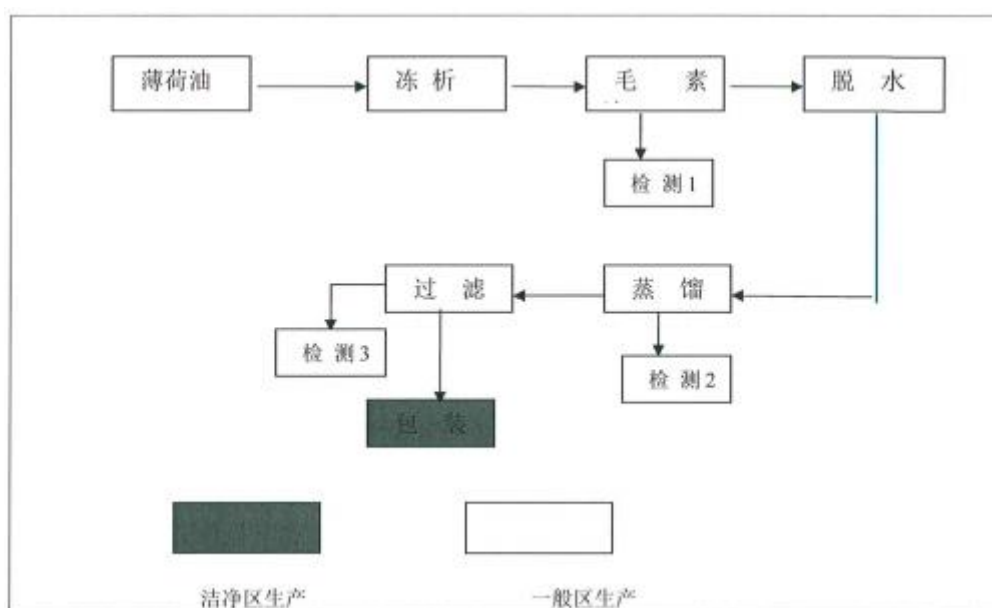 薄荷油
冻 析
毛 素
脱 水
检 测1
过 滤
蒸 馏
检 测3
检 测2
包 装
洁净区生产
一般区生产